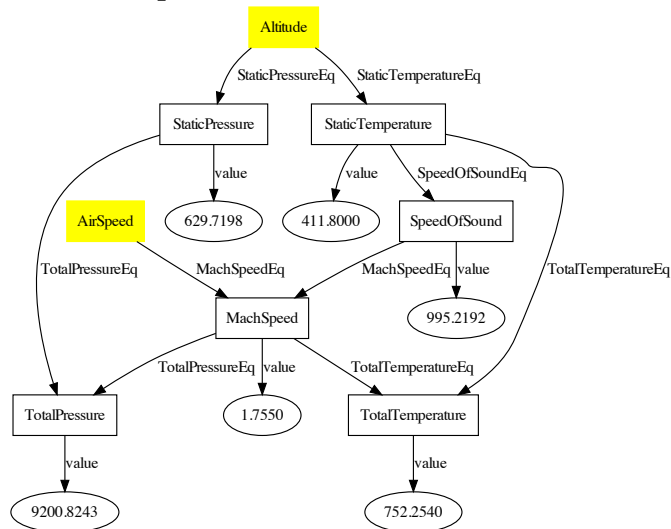 Altitude
StaticPressureEq
StaticTemperatureEq
StaticPressure
StaticTemperature
value
value
SpeedOfSoundEq
AirSpeed
629.7198
411.8000
SpeedOfSound
TotalPressureEq
MachSpeedEq
MachSpeedEq
value
TotalTemperatureEq
MachSpeed
995.2192
TotalPressureEq
value
TotalTemperatureEq
TotalPressure
1.7550
TotalTemperature
value
value
9200.8243
752.2540